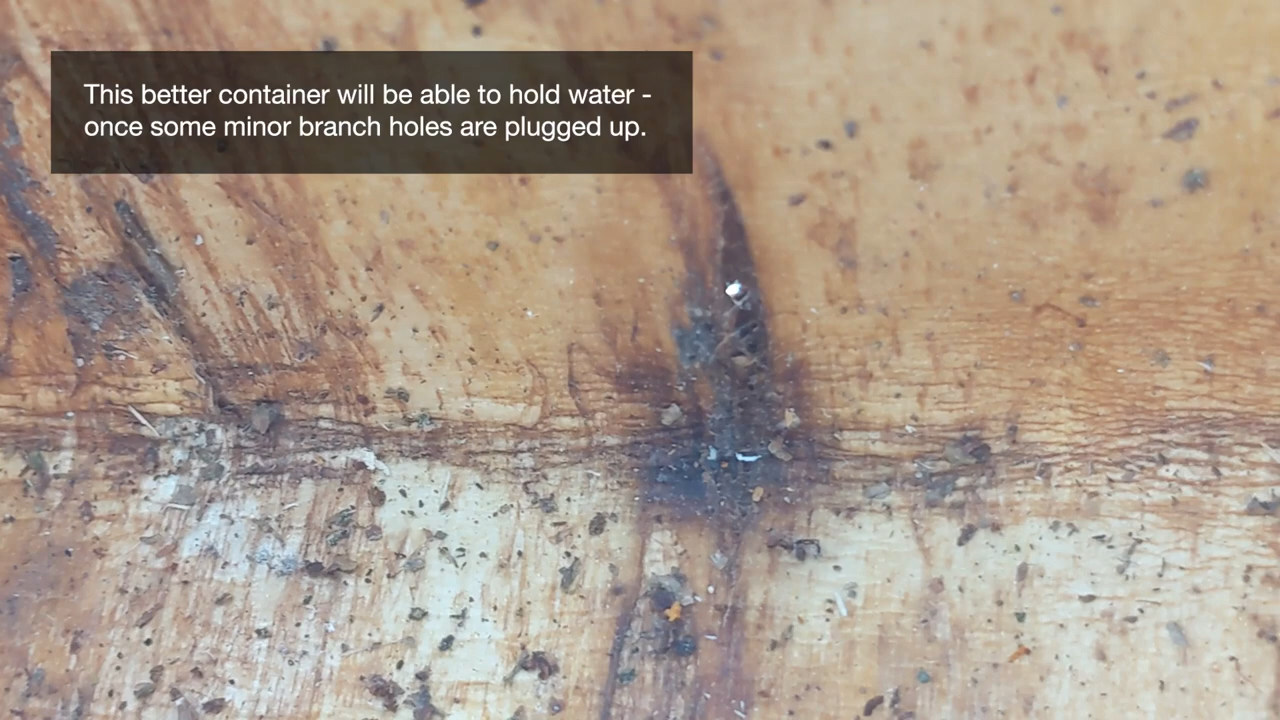 This better container will be able to hold water -
once some minor branch holes are plugged up.